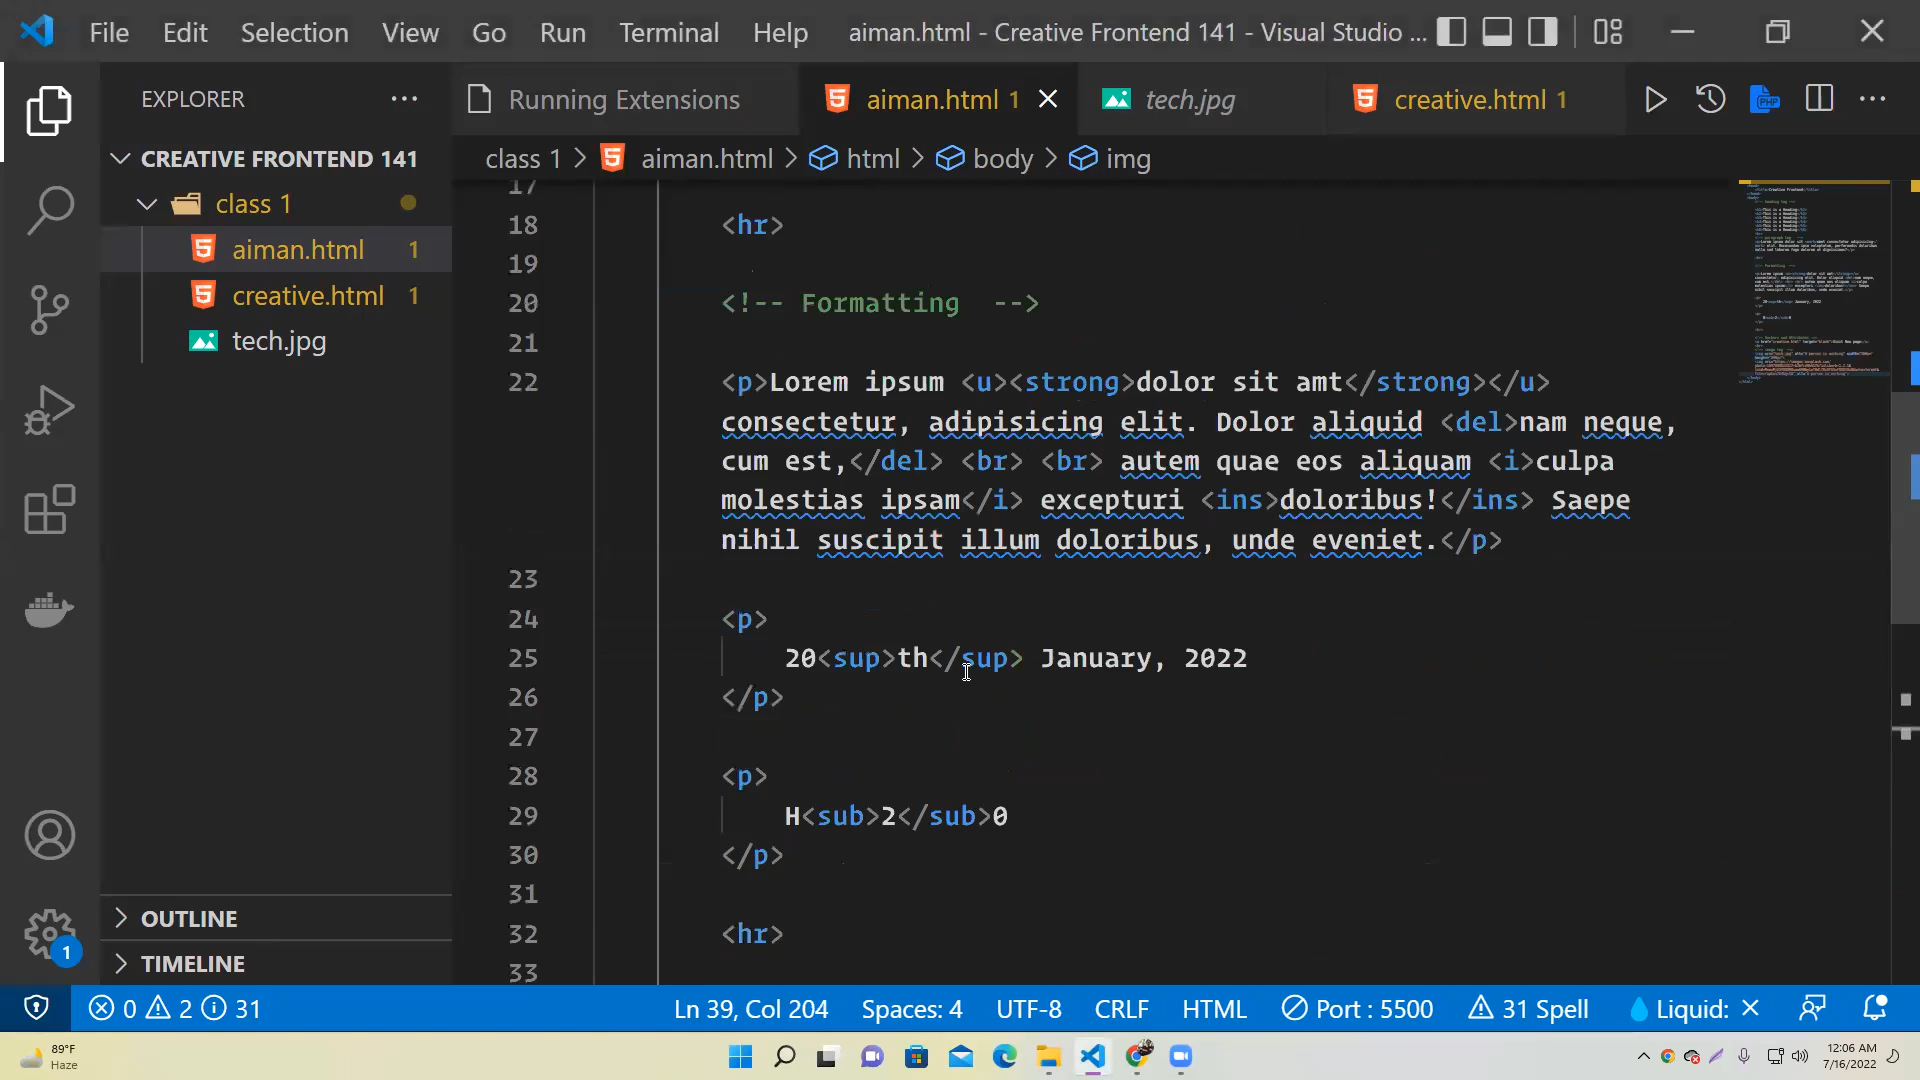 File Edit Selection View Go Run Terminal Help aiman.html - Creative Frontend 141 - Visual Studio ...
EXPLORER ...
Running Extensions aiman.html 1 tech.jpg creative.html 1
CREATIVE FRONTEND 141
class 1
aiman.html 1
creative.html 1
tech.jpg
class 1 > aiman.html > html > body > img
17
18 <hr>
19
20 <!-- Formatting  -->
21
22 <p>Lorem ipsum <u><strong>dolor sit amt</strong></u>
consectetur, adipisicing elit. Dolor aliquid <del>nam neque,
cum est,</del> <br> <br> autem quae eos aliquam <i>culpa
molestias ipsam</i> excepturi <ins>doloribus!</ins> Saepe
nihil suscipit illum doloribus, unde eveniet.</p>
23
24 <p>
25 20<sup>th</sup> January, 2022
26 </p>
27
28 <p>
29 H<sub>2</sub>0
30 </p>
31
32 <hr>
33
OUTLINE
TIMELINE
1
0 2 31 Ln 39, Col 204 Spaces: 4 UTF-8 CRLF HTML Port : 5500 31 Spell Liquid:
89°F
Haze
12:06 AM
7/16/2022